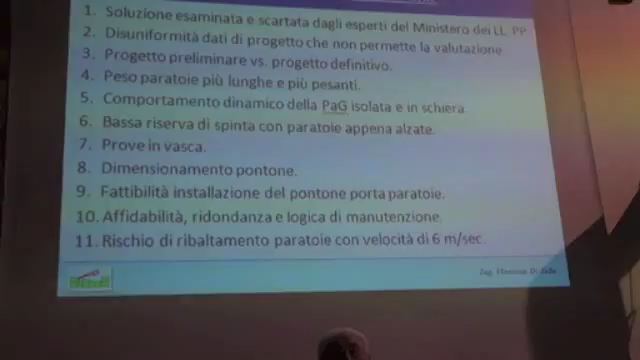 1. Soluzione esaminata e scartata dagli esperti del Ministero dei LL. PP
2. Disuniformità dati di progetto che non permette la valutazione
3. Progetto preliminare vs. progetto definitivo.
4. Peso paratoie più lunghe e più pesanti.
5. Comportamento dinamico della PaG isolata e in schiera
6. Bassa riserva di spinta con paratoie appena alzate.
7. Prove in vasca.
8. Dimensionamento pontone.
9. Fattibilità installazione del pontone porta paratoie.
10. Affidabilità, ridondanza e logica di manutenzione.
11. Rischio di ribaltamento paratoie con velocità di 6 m/sec.
Ing. Di